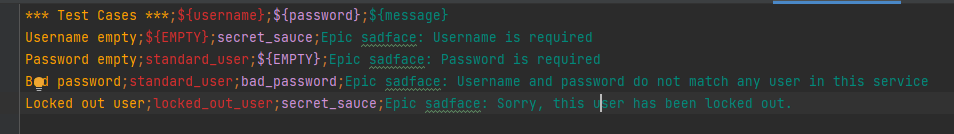 *** Test Cases ***;${username};${password};${message}
Username empty;${EMPTY};secret_sauce;Epic sadface: Username is required
Password empty;standard_user;${EMPTY};Epic sadface: Password is required
Bad password;standard_user;bad_password;Epic sadface: Username and password do not match any user in this service
Locked out user;locked_out_user;secret_sauce;Epic sadface: Sorry, this user has been locked out.